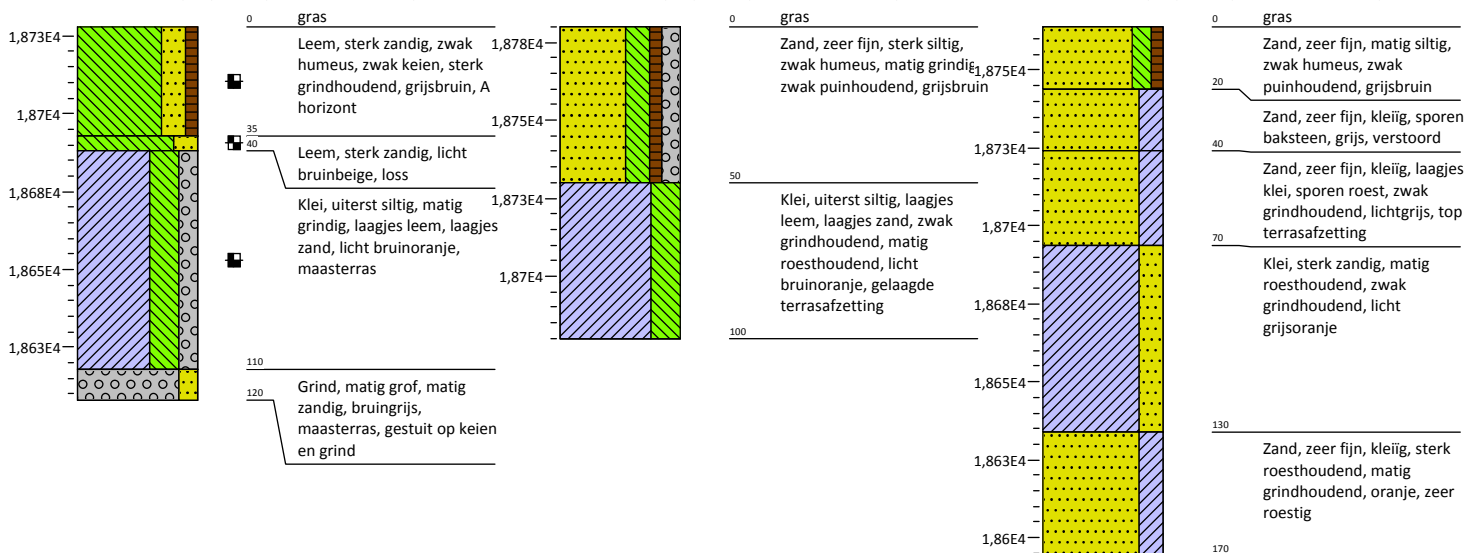 0
gras
1,873E4
Leem, sterk zandig, zwak
humeus, zwak keien, sterk
grindhoudend, grijsbruin, A
horizont
1,87E4
35
40
Leem, sterk zandig, licht
bruinbeige, loss
1,868E4
Klei, uiterst siltig, matig
grindig, laagjes leem, laagjes
zand, licht bruinoranje,
maasterras
1,865E4
1,863E4
110
120
Grind, matig grof, matig
zandig, bruingrijs,
maasterras, gestuit op keien
en grind
0
gras
1,878E4
Zand, zeer fijn, sterk siltig,
zwak humeus, matig grindig,
zwak puinhoudend, grijsbruin
1,875E4
50
1,873E4
Klei, uiterst siltig, laagjes
leem, laagjes zand, zwak
grindhoudend, matig
roesthoudend, licht
bruinoranje, gelaagde
terrasafzetting
1,87E4
100
0
gras
Zand, zeer fijn, matig siltig,
zwak humeus, zwak
puinhoudend, grijsbruin
1,875E4
20
Zand, zeer fijn, kleiïg, sporen
baksteen, grijs, verstoord
1,873E4
40
Zand, zeer fijn, kleiïg, laagjes
klei, sporen roest, zwak
grindhoudend, lichtgrijs, top
terrasafzetting
1,87E4
70
Klei, sterk zandig, matig
roesthoudend, zwak
grindhoudend, licht
grijsoranje
1,868E4
1,865E4
130
Zand, zeer fijn, kleiïg, sterk
roesthoudend, matig
grindhoudend, oranje, zeer
roestig
1,863E4
1,86E4
170